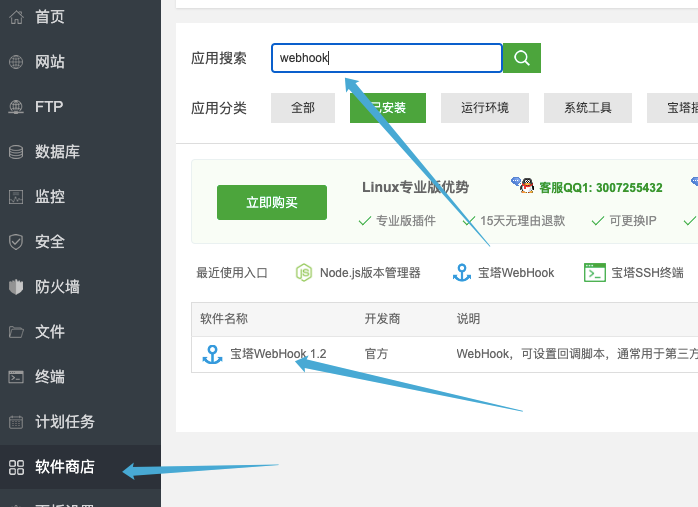 首页
网站
FTP
数据库
监控
安全
防火墙
文件
终端
计划任务
软件商店
应用搜索 webhook
应用分类 全部 已安装 运行环境 系统工具
立即购买 Linux专业版优势 客服QQ1: 3007255432
专业版插件 15天无理由退款 可更换IP
最近使用入口 Node.js版本管理器 宝塔WebHook 宝塔SSH终端
软件名称 开发商 说明
宝塔WebHook 1.2 官方 WebHook，可设置回调脚本，通常用于第三方